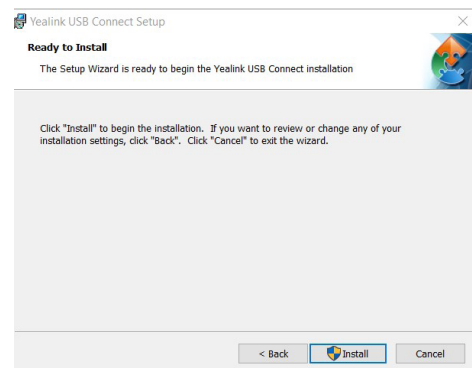 Yealink USB Connect Setup
Ready to Install
The Setup Wizard is ready to begin the Yealink USB Connect installation
Click "Install" to begin the installation.  If you want to review or change any of your
installation settings, click "Back".  Click "Cancel" to exit the wizard.
< Back Install Cancel